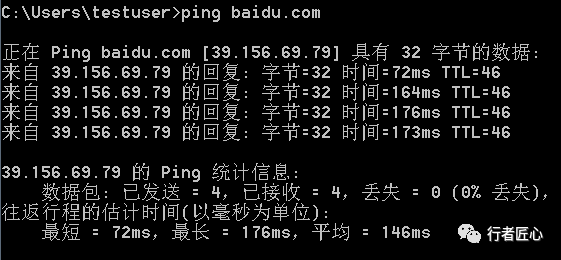 C:\Users\testuser>ping baidu.com
正在 Ping baidu.com [39.156.69.79] 具有 32 字节的数据:
来自 39.156.69.79 的回复: 字节=32 时间=72ms TTL=46
来自 39.156.69.79 的回复: 字节=32 时间=164ms TTL=46
来自 39.156.69.79 的回复: 字节=32 时间=176ms TTL=46
来自 39.156.69.79 的回复: 字节=32 时间=173ms TTL=46
39.156.69.79 的 Ping 统计信息:
数据包: 已发送 = 4，已接收 = 4，丢失 = 0 (0% 丢失)，
往返行程的估计时间(以毫秒为单位):
最短 = 72ms，最长 = 176ms，平均 = 146ms
行者匠心